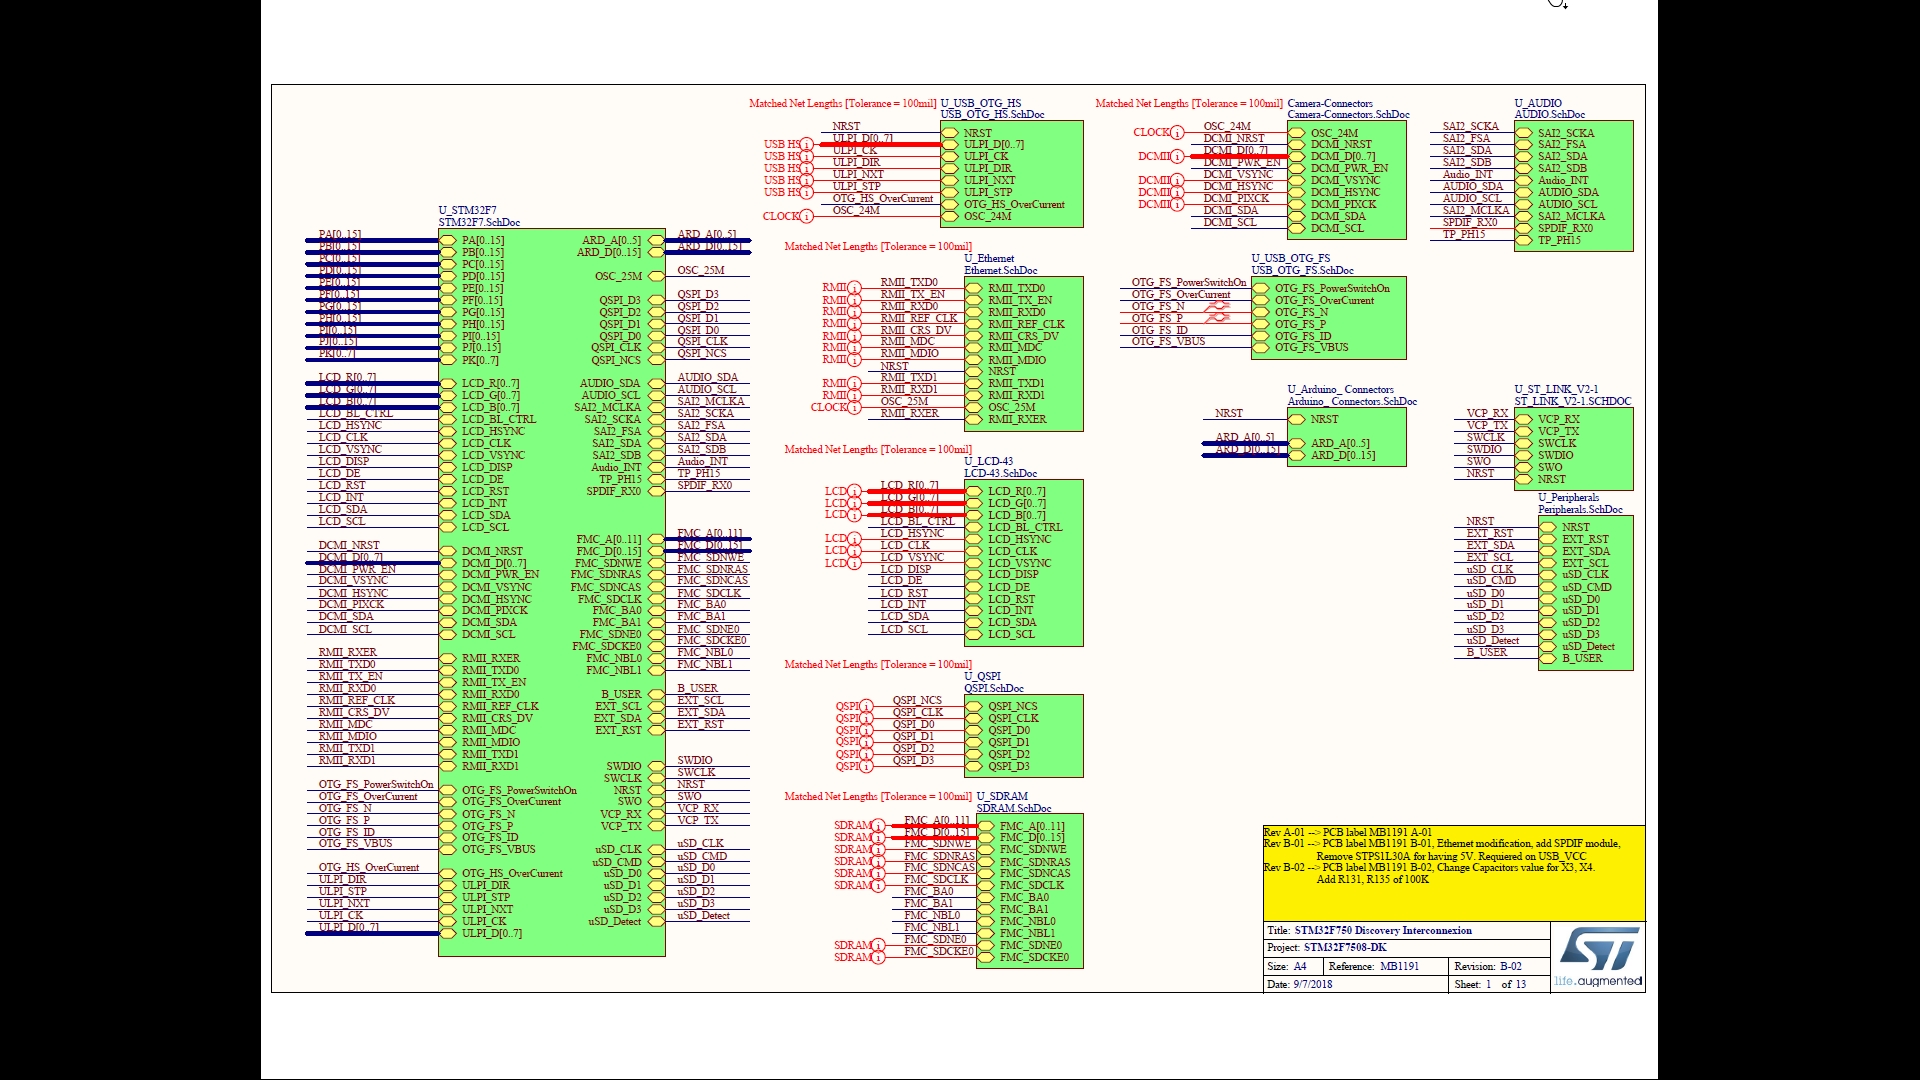 Matched Net Lengths [Tolerance = 100mil]
U_USB_OTG_HS
USB_OTG_HS.SchDoc
NRST
NRST
ULPI_D[0..7]
USB HS
ULPI_D[0..7]
ULPI_CK
USB HS
ULPI_CK
ULPI_DIR
USB HS
ULPI_DIR
ULPI_NXT
USB HS
ULPI_NXT
ULPI_STP
USB HS
ULPI_STP
OTG_HS_OverCurrent
OTG_HS_OverCurrent
OSC_24M
CLOCK
OSC_24M
Matched Net Lengths [Tolerance = 100mil]
Camera-Connectors
Camera-Connectors.SchDoc
OSC_24M
CLOCK
OSC_24M
DCMI_NRST
DCMI_NRST
DCMI_D[0..7]
DCMII
DCMI_D[0..7]
DCMI_PWR_EN
DCMI_PWR_EN
DCMI_VSYNC
DCMII
DCMI_VSYNC
DCMI_HSYNC
DCMII
DCMI_HSYNC
DCMI_PIXCK
DCMII
DCMI_PIXCK
DCMI_SDA
DCMI_SDA
DCMI_SCL
DCMI_SCL
U_AUDIO
AUDIO.SchDoc
SAI2_SCKA
SAI2_SCKA
SAI2_FSA
SAI2_FSA
SAI2_SDA
SAI2_SDA
SAI2_SDB
SAI2_SDB
Audio_INT
Audio_INT
AUDIO_SDA
AUDIO_SDA
AUDIO_SCL
AUDIO_SCL
SAI2_MCLKA
SAI2_MCLKA
SPDIF_RX0
SPDIF_RX0
TP_PH15
TP_PH15
U_STM32F7
STM32F7.SchDoc
PA[0..15]
PA[0..15]
PB[0..15]
PB[0..15]
PC[0..15]
PC[0..15]
PD[0..15]
PD[0..15]
PE[0..15]
PE[0..15]
PF[0..15]
PF[0..15]
PG[0..15]
PG[0..15]
PH[0..15]
PH[0..15]
PI[0..15]
PI[0..15]
PJ[0..15]
PJ[0..15]
PK[0..7]
PK[0..7]
LCD_R[0..7]
LCD_R[0..7]
LCD_G[0..7]
LCD_G[0..7]
LCD_B[0..7]
LCD_B[0..7]
LCD_BL_CTRL
LCD_BL_CTRL
LCD_HSYNC
LCD_HSYNC
LCD_CLK
LCD_CLK
LCD_VSYNC
LCD_VSYNC
LCD_DISP
LCD_DISP
LCD_DE
LCD_DE
LCD_RST
LCD_RST
LCD_INT
LCD_INT
LCD_SDA
LCD_SDA
LCD_SCL
LCD_SCL
DCMI_NRST
DCMI_NRST
DCMI_D[0..7]
DCMI_D[0..7]
DCMI_PWR_EN
DCMI_PWR_EN
DCMI_VSYNC
DCMI_VSYNC
DCMI_HSYNC
DCMI_HSYNC
DCMI_PIXCK
DCMI_PIXCK
DCMI_SDA
DCMI_SDA
DCMI_SCL
DCMI_SCL
RMII_RXER
RMII_RXER
RMII_TXD0
RMII_TXD0
RMII_TX_EN
RMII_TX_EN
RMII_RXD0
RMII_RXD0
RMII_REF_CLK
RMII_REF_CLK
RMII_CRS_DV
RMII_CRS_DV
RMII_MDC
RMII_MDC
RMII_MDIO
RMII_MDIO
RMII_TXD1
RMII_TXD1
RMII_RXD1
RMII_RXD1
OTG_FS_PowerSwitchOn
OTG_FS_PowerSwitchOn
OTG_FS_OverCurrent
OTG_FS_OverCurrent
OTG_FS_N
OTG_FS_N
OTG_FS_P
OTG_FS_P
OTG_FS_ID
OTG_FS_ID
OTG_FS_VBUS
OTG_FS_VBUS
OTG_HS_OverCurrent
OTG_HS_OverCurrent
ULPI_DIR
ULPI_DIR
ULPI_STP
ULPI_STP
ULPI_NXT
ULPI_NXT
ULPI_CK
ULPI_CK
ULPI_D[0..7]
ULPI_D[0..7]
ARD_A[0..5]
ARD_A[0..5]
ARD_D[0..15]
ARD_D[0..15]
OSC_25M
OSC_25M
QSPI_D3
QSPI_D3
QSPI_D2
QSPI_D2
QSPI_D1
QSPI_D1
QSPI_D0
QSPI_D0
QSPI_CLK
QSPI_CLK
QSPI_NCS
QSPI_NCS
AUDIO_SDA
AUDIO_SDA
AUDIO_SCL
AUDIO_SCL
SAI2_MCLKA
SAI2_MCLKA
SAI2_SCKA
SAI2_SCKA
SAI2_FSA
SAI2_FSA
SAI2_SDA
SAI2_SDA
SAI2_SDB
SAI2_SDB
Audio_INT
Audio_INT
TP_PH15
TP_PH15
SPDIF_RX0
SPDIF_RX0
FMC_A[0..11]
FMC_A[0..11]
FMC_D[0..15]
FMC_D[0..15]
FMC_SDNWE
FMC_SDNWE
FMC_SDNRAS
FMC_SDNRAS
FMC_SDNCAS
FMC_SDNCAS
FMC_SDCLK
FMC_SDCLK
FMC_BA0
FMC_BA0
FMC_BA1
FMC_BA1
FMC_SDNE0
FMC_SDNE0
FMC_SDCKE0
FMC_SDCKE0
FMC_NBL0
FMC_NBL0
FMC_NBL1
FMC_NBL1
B_USER
B_USER
EXT_SCL
EXT_SCL
EXT_SDA
EXT_SDA
EXT_RST
EXT_RST
SWDIO
SWDIO
SWCLK
SWCLK
NRST
NRST
SWO
SWO
VCP_RX
VCP_RX
VCP_TX
VCP_TX
uSD_CLK
uSD_CLK
uSD_CMD
uSD_CMD
uSD_D0
uSD_D0
uSD_D1
uSD_D1
uSD_D2
uSD_D2
uSD_D3
uSD_D3
uSD_Detect
uSD_Detect
Matched Net Lengths [Tolerance = 100mil]
U_Ethernet
Ethernet.SchDoc
RMII_TXD0
RMII
RMII_TXD0
RMII_TX_EN
RMII
RMII_TX_EN
RMII_RXD0
RMII
RMII_RXD0
RMII_REF_CLK
RMII
RMII_REF_CLK
RMII_CRS_DV
RMII
RMII_CRS_DV
RMII_MDC
RMII
RMII_MDC
RMII_MDIO
RMII
RMII_MDIO
NRST
NRST
RMII_TXD1
RMII
RMII_TXD1
RMII_RXD1
RMII
RMII_RXD1
OSC_25M
CLOCK
OSC_25M
RMII_RXER
RMII_RXER
U_USB_OTG_FS
USB_OTG_FS.SchDoc
OTG_FS_PowerSwitchOn
OTG_FS_PowerSwitchOn
OTG_FS_OverCurrent
OTG_FS_OverCurrent
OTG_FS_N
OTG_FS_N
OTG_FS_P
OTG_FS_P
OTG_FS_ID
OTG_FS_ID
OTG_FS_VBUS
OTG_FS_VBUS
U_Arduino_ Connectors
Arduino_ Connectors.SchDoc
NRST
NRST
ARD_A[0..5]
ARD_A[0..5]
ARD_D[0..15]
ARD_D[0..15]
U_ST_LINK_V2-1
ST_LINK_V2-1.SCHDOC
VCP_RX
VCP_RX
VCP_TX
VCP_TX
SWCLK
SWCLK
SWDIO
SWDIO
SWO
SWO
NRST
NRST
Matched Net Lengths [Tolerance = 100mil]
U_LCD-43
LCD-43.SchDoc
LCD_R[0..7]
LCD
LCD_R[0..7]
LCD_G[0..7]
LCD
LCD_G[0..7]
LCD_B[0..7]
LCD
LCD_B[0..7]
LCD_BL_CTRL
LCD_BL_CTRL
LCD_HSYNC
LCD
LCD_HSYNC
LCD_CLK
LCD
LCD_CLK
LCD_VSYNC
LCD
LCD_VSYNC
LCD_DISP
LCD_DISP
LCD_DE
LCD_DE
LCD_RST
LCD_RST
LCD_INT
LCD_INT
LCD_SDA
LCD_SDA
LCD_SCL
LCD_SCL
U_Peripherals
Peripherals.SchDoc
NRST
NRST
EXT_RST
EXT_RST
EXT_SDA
EXT_SDA
EXT_SCL
EXT_SCL
uSD_CLK
uSD_CLK
uSD_CMD
uSD_CMD
uSD_D0
uSD_D0
uSD_D1
uSD_D1
uSD_D2
uSD_D2
uSD_D3
uSD_D3
uSD_Detect
uSD_Detect
B_USER
B_USER
Matched Net Lengths [Tolerance = 100mil]
U_QSPI
QSPI.SchDoc
QSPI_NCS
QSPI
QSPI_NCS
QSPI_CLK
QSPI
QSPI_CLK
QSPI_D0
QSPI
QSPI_D0
QSPI_D1
QSPI
QSPI_D1
QSPI_D2
QSPI
QSPI_D2
QSPI_D3
QSPI
QSPI_D3
Matched Net Lengths [Tolerance = 100mil]
U_SDRAM
SDRAM.SchDoc
FMC_A[0..11]
SDRAM
FMC_A[0..11]
FMC_D[0..15]
SDRAM
FMC_D[0..15]
FMC_SDNWE
SDRAM
FMC_SDNWE
FMC_SDNRAS
SDRAM
FMC_SDNRAS
FMC_SDNCAS
SDRAM
FMC_SDNCAS
FMC_SDCLK
SDRAM
FMC_SDCLK
FMC_BA0
FMC_BA0
FMC_BA1
FMC_BA1
FMC_NBL0
FMC_NBL0
FMC_NBL1
FMC_NBL1
FMC_SDNE0
SDRAM
FMC_SDNE0
FMC_SDCKE0
SDRAM
FMC_SDCKE0
Rev A-01 --> PCB label MB1191 A-01
Rev B-01 --> PCB label MB1191 B-01, Ethernet modification, add SPDIF module,
Remove STPS1L30A for having 5V. Requiered on USB_VCC
Rev B-02 --> PCB label MB1191 B-02, Change Capacitors value for X3, X4.
Add R131, R135 of 100K
Title: STM32F750 Discovery Interconnexion
Project: STM32F7508-DK
Size: A4 Reference: MB1191 Revision: B-02
Date: 9/7/2018 Sheet: 1 of 13
ST
life.augmented